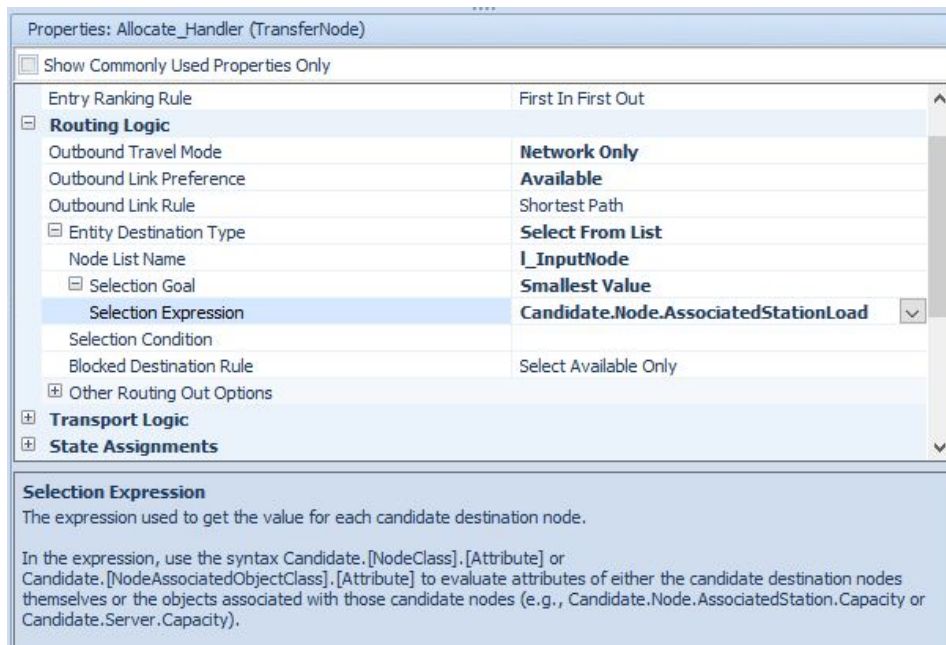 Properties: Allocate_Handler (TransferNode)
Show Commonly Used Properties Only
Entry Ranking Rule First In First Out
Routing Logic
Outbound Travel Mode Network Only
Outbound Link Preference Available
Outbound Link Rule Shortest Path
Entity Destination Type Select From List
Node List Name l_InputNode
Selection Goal Smallest Value
Selection Expression Candidate.Node.AssociatedStationLoad
Selection Condition
Blocked Destination Rule Select Available Only
Other Routing Out Options
Transport Logic
State Assignments
Selection Expression
The expression used to get the value for each candidate destination node.
In the expression, use the syntax Candidate.[NodeClass].[Attribute] or
Candidate.[NodeAssociatedObjectClass].[Attribute] to evaluate attributes of either the candidate destination nodes
themselves or the objects associated with those candidate nodes (e.g., Candidate.Node.AssociatedStation.Capacity or
Candidate.Server.Capacity).